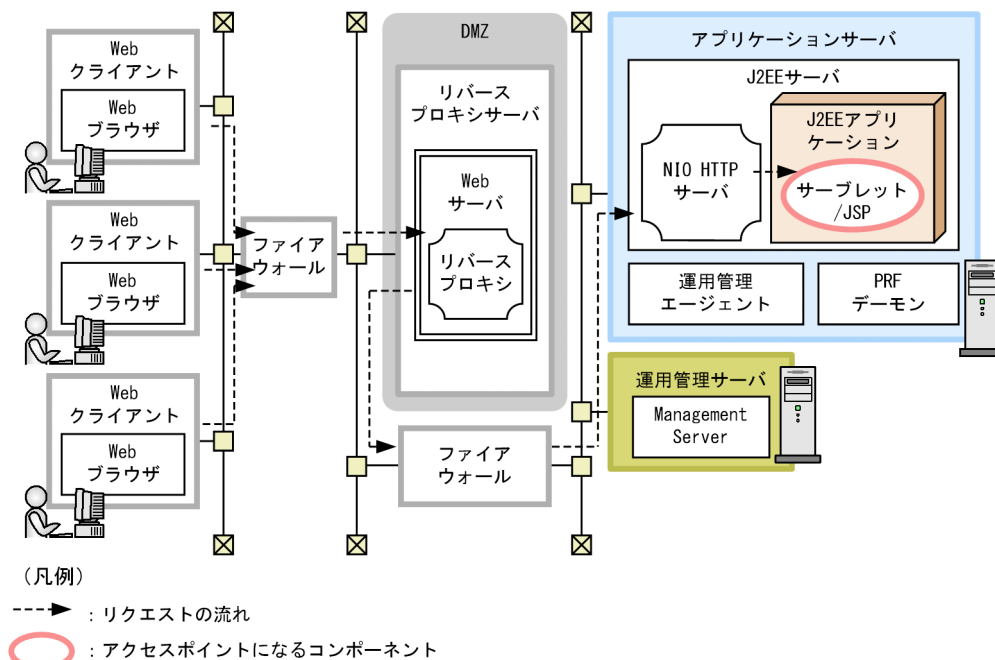 Web
クライアント
Web
ブラウザ
Web
クライアント
Web
ブラウザ
Web
クライアント
Web
ブラウザ
ファイア
ウォール
DMZ
リバース
プロキシサーバ
Web
サーバ
リバース
プロキシ
ファイア
ウォール
アプリケーションサーバ
J2EEサーバ
NIO HTTP
サーバ
J2EEアプリ
ケーション
サーブレット
/JSP
運用管理
エージェント
PRF
デーモン
運用管理サーバ
Management
Server
(凡例)
:リクエストの流れ
:アクセスポイントになるコンポーネント